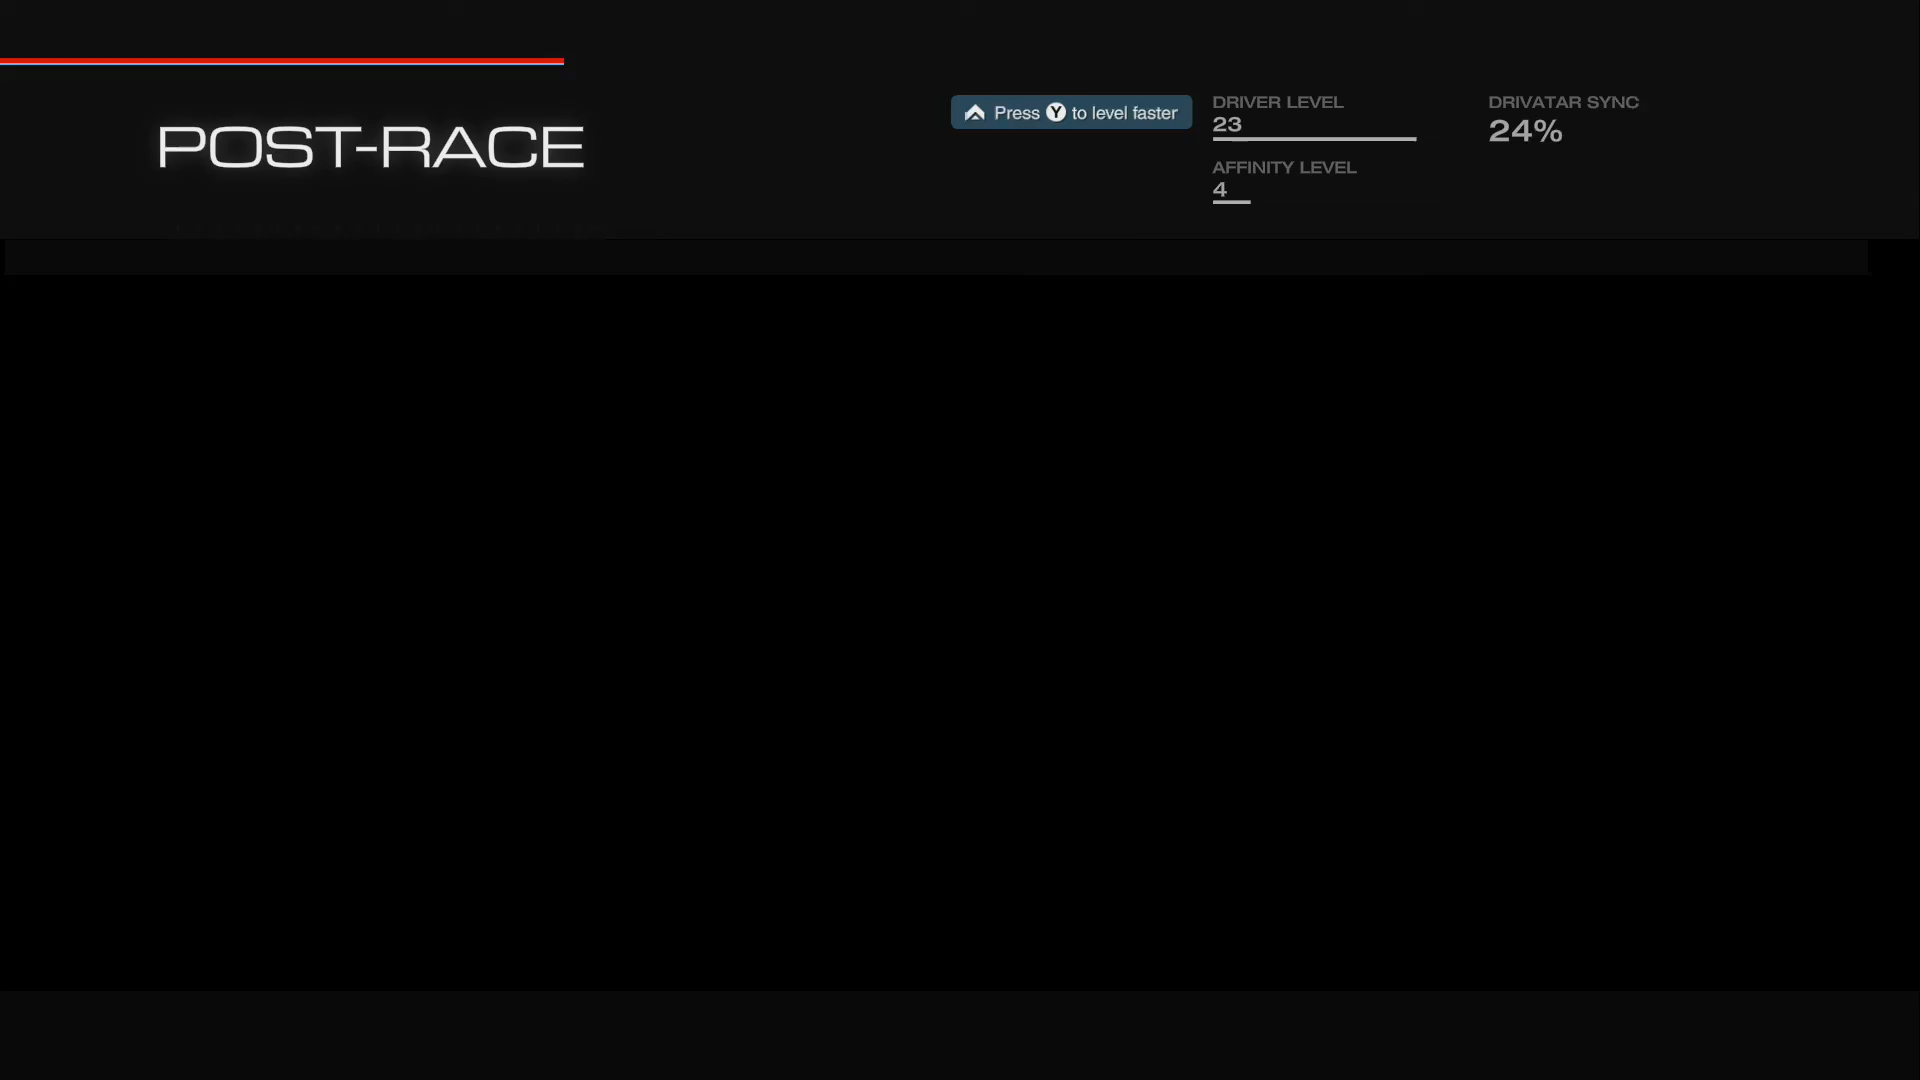 POST-RACE
Press Y to level faster
DRIVER LEVEL
23
AFFINITY LEVEL
4
DRIVATAR SYNC
24%